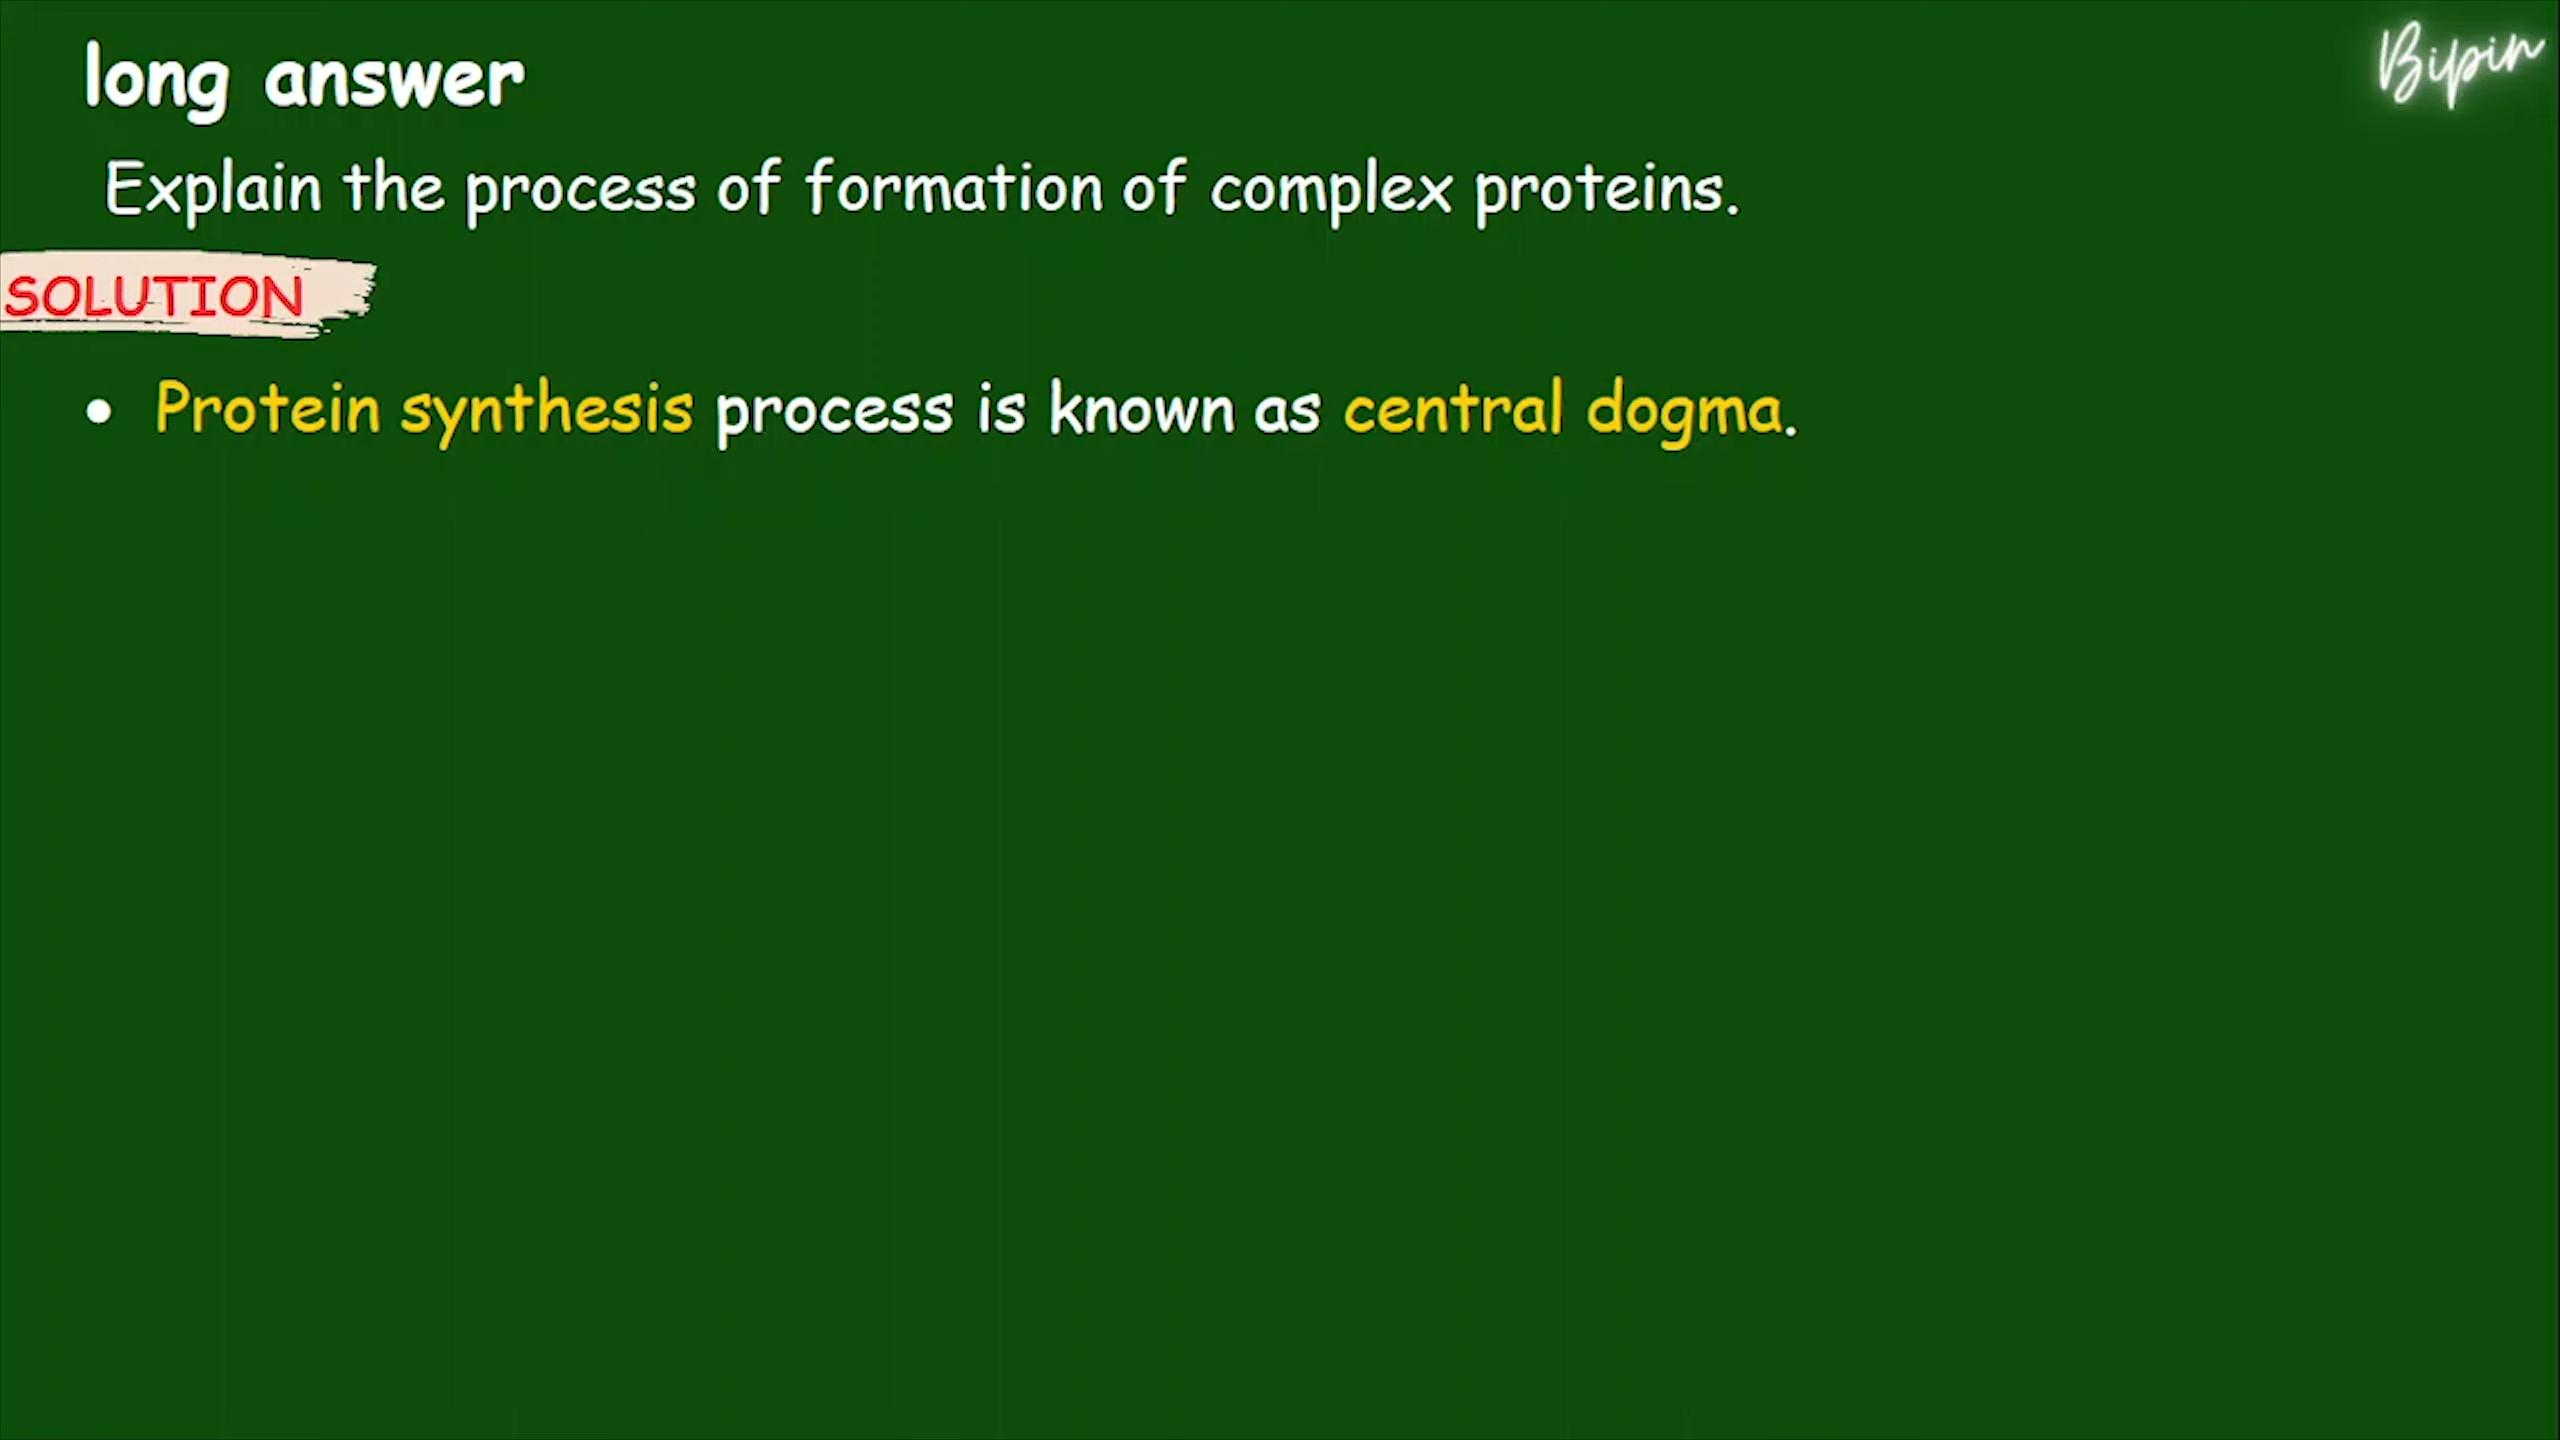 long answer
Bipin
Explain the process of formation of complex proteins.
SOLUTION
• Protein synthesis process is known as central dogma.